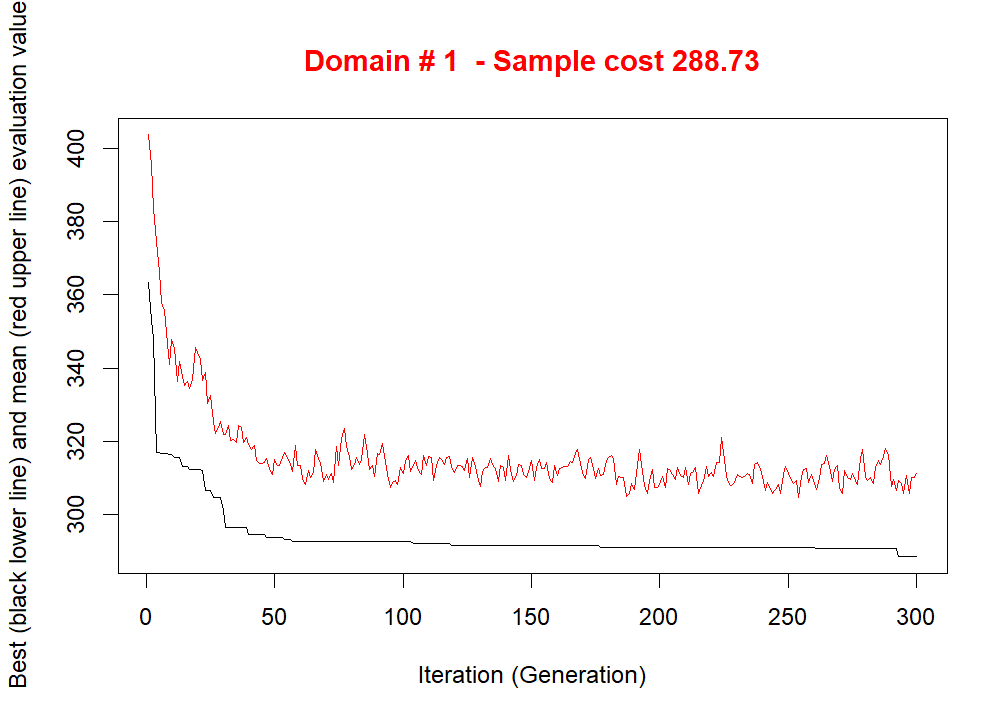 Domain # 1  - Sample cost 288.73
Best (black lower line) and mean (red upper line) evaluation value
400
380
360
340
320
300
0 50 100 150 200 250 300
Iteration (Generation)